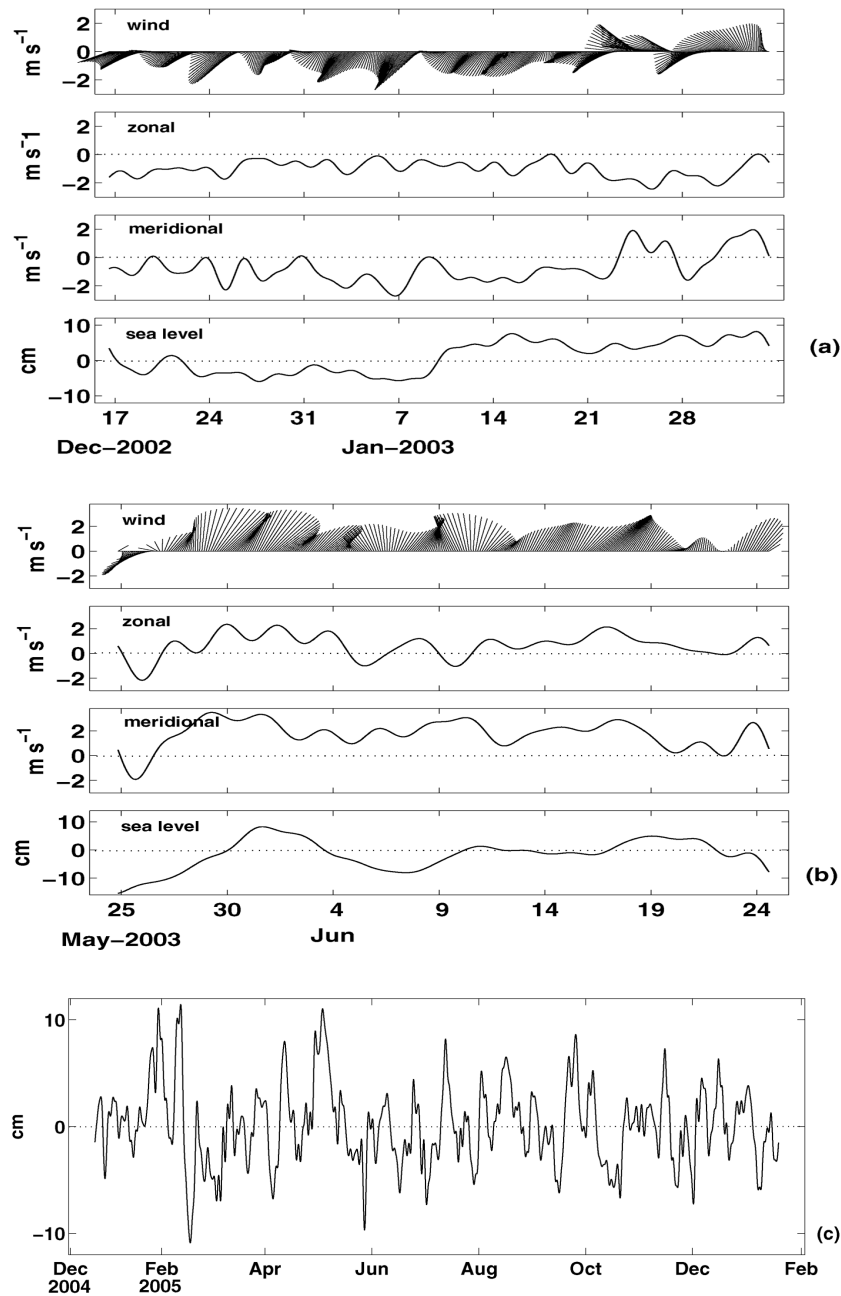 wind
2
0
−2
m s−1
zonal
2
0
−2
m s−1
meridional
2
0
−2
m s−1
sea level
10
0
−10
cm
(a)
17 24 31 7 14 21 28
Dec−2002 Jan−2003
wind
2
0
−2
m s−1
zonal
2
0
−2
m s−1
meridional
2
0
−2
m s−1
sea level
10
0
−10
cm
(b)
25 30 4 9 14 19 24
May−2003 Jun
10
0
−10
cm
(c)
Dec Feb Apr Jun Aug Oct Dec Feb
2004 2005